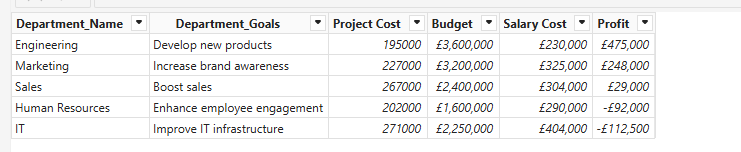 Department_Name Department_Goals Project Cost Budget Salary Cost Profit
Engineering Develop new products 195000 £3,600,000 £230,000 £475,000
Marketing Increase brand awareness 227000 £3,200,000 £325,000 £248,000
Sales Boost sales 267000 £2,400,000 £304,000 £29,000
Human Resources Enhance employee engagement 202000 £1,600,000 £290,000 -£92,000
IT Improve IT infrastructure 271000 £2,250,000 £404,000 -£112,500